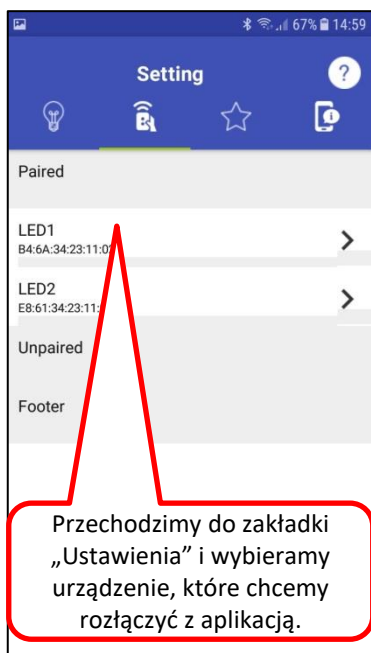 67% 14:59
Setting
?
Paired
LED1
B4:6A:34:23:11:0
LED2
E8:61:34:23:11:
Unpaired
Footer
Przechodzimy do zakładki
„Ustawienia” i wybieramy
urządzenie, które chcemy
rozłączyć z aplikacją.